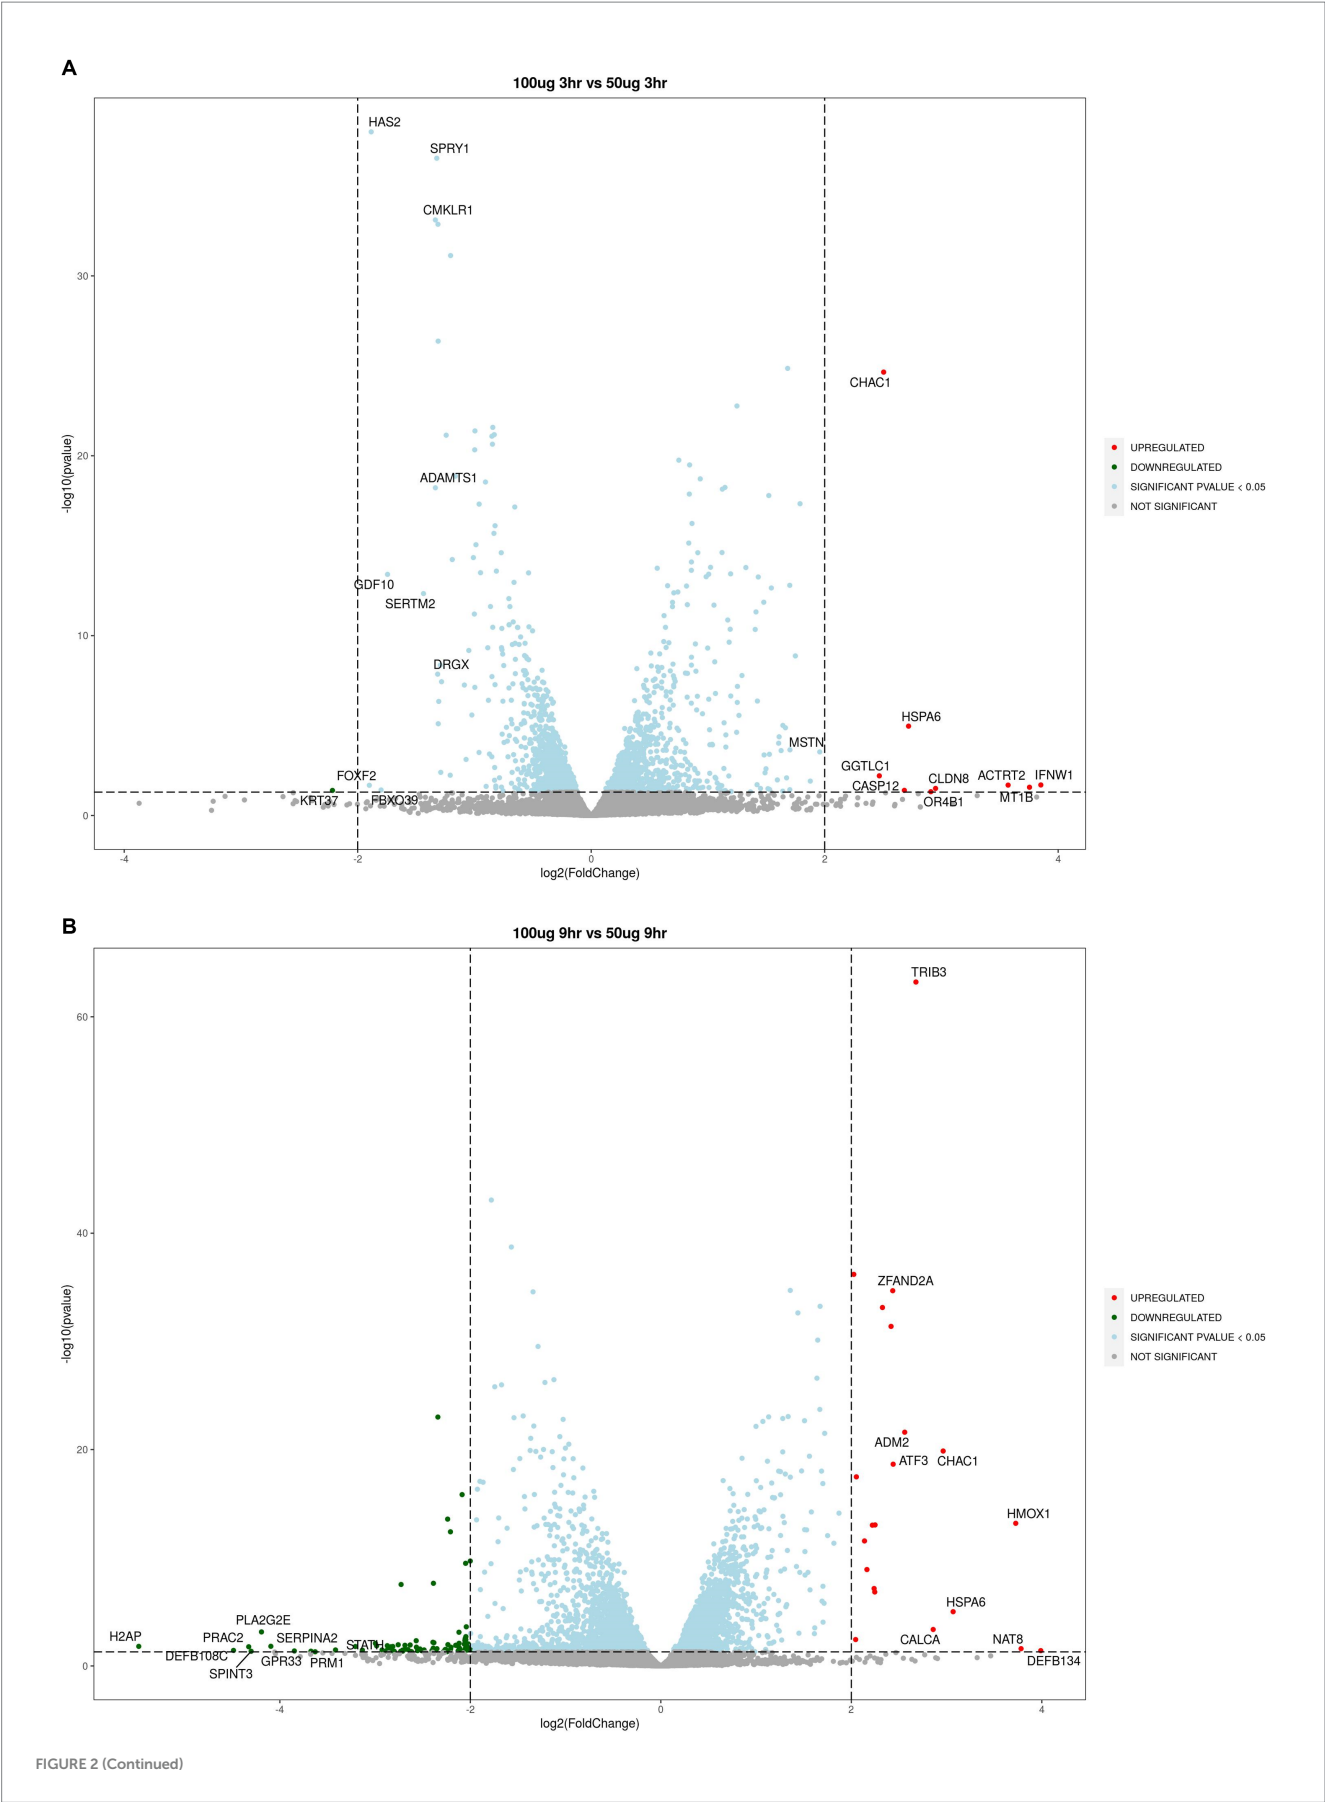 A
100ug 3hr vs 50ug 3hr
HAS2
SPRY1
CMKLR1
30
CHAC1
-log10(pvalue)
UPREGULATED
20
DOWNREGULATED
ADAMTS1
SIGNIFICANT PVALUE < 0.05
NOT SIGNIFICANT
GDF10
SERTM2
10
DRGX
HSPA6
MSTN
GGTLC1
FOXF2
CLDN8
ACTRT2
IFNW1
CASP12
KRT37
FBXO39
OR4B1
MT1B
0
-4
-2
0
2
4
log2(FoldChange)
B
100ug 9hr vs 50ug 9hr
TRIB3
60
40
ZFAND2A
-log10(pvalue)
UPREGULATED
DOWNREGULATED
SIGNIFICANT PVALUE < 0.05
NOT SIGNIFICANT
20
ADM2
ATF3
CHAC1
HMOX1
HSPA6
PLA2G2E
H2AP
PRAC2
SERPINA2
STATH
CALCA
NAT8
DEFB108C
GPR33
PRM1
DEFB134
SPINT3
0
-4
-2
0
2
4
log2(FoldChange)
FIGURE 2 (Continued)